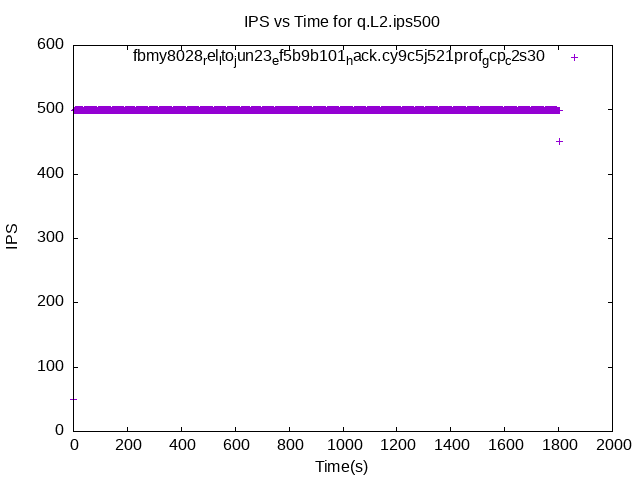 IPS vs Time for q.L2.ips500
600
fbmy8028relltojun23ef5b9b101hack.cy9c5j521profgcpc2s30
500
400
300
200
100
0
IPS
0 200 400 600 800 1000 1200 1400 1600 1800 2000
Time(s)